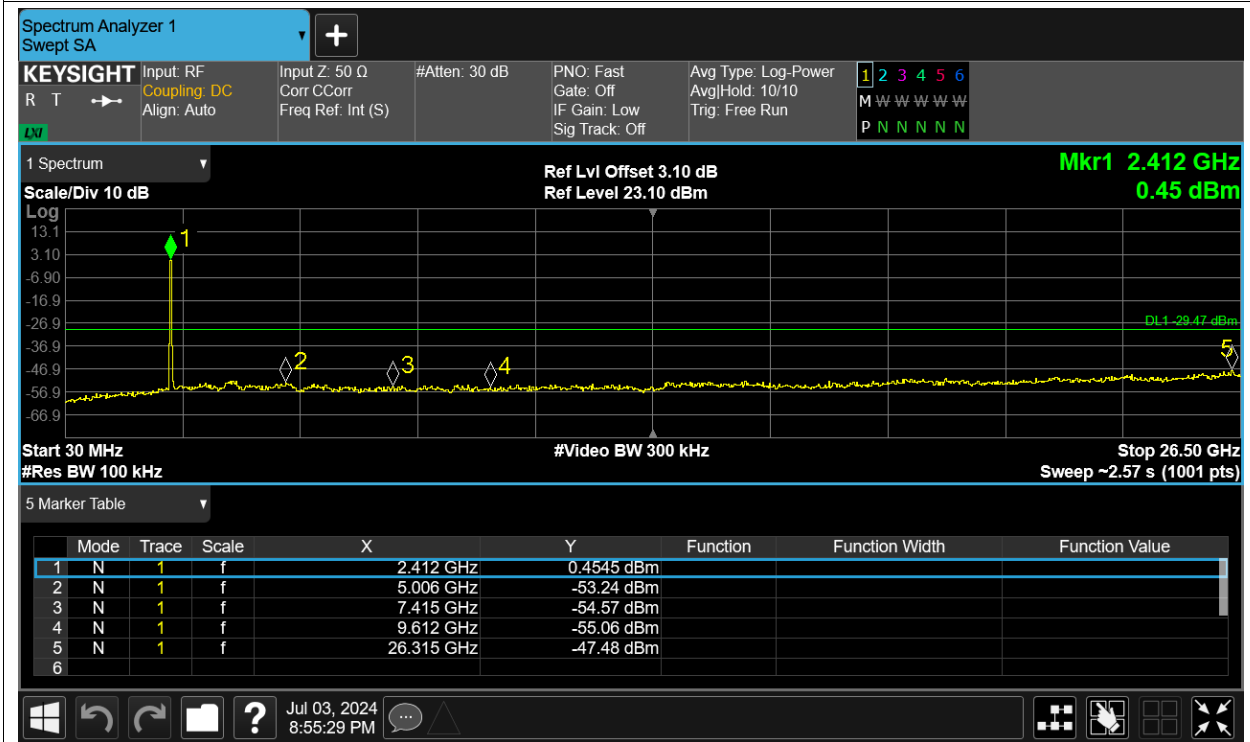 Spectrum Analyzer 1
Swept SA
KEYSIGHT Input: RF Input Z: 50 Ω #Atten: 30 dB PNO: Fast Avg Type: Log-Power 1 2 3 4 5 6
R T Coupling: DC Corr CCorr Gate: Off Avg|Hold: 10/10 M W W W W W
Align: Auto Freq Ref: Int (S) IF Gain: Low Trig: Free Run
LXI Sig Track: Off P N N N N N
1 Spectrum Ref Lvl Offset 3.10 dB Mkr1 2.412 GHz
Scale/Div 10 dB Ref Level 23.10 dBm 0.45 dBm
Log
13.1 1
3.10
-6.90
-16.9
-26.9 DL1 -29.47 dBm
-36.9 5
-46.9 2 3 4
-56.9
-66.9
Start 30 MHz #Video BW 300 kHz Stop 26.50 GHz
#Res BW 100 kHz Sweep ~2.57 s (1001 pts)
5 Marker Table
Mode Trace Scale X Y Function Function Width Function Value
1 N 1 f 2.412 GHz 0.4545 dBm
2 N 1 f 5.006 GHz -53.24 dBm
3 N 1 f 7.415 GHz -54.57 dBm
4 N 1 f 9.612 GHz -55.06 dBm
5 N 1 f 26.315 GHz -47.48 dBm
6
? Jul 03, 2024
8:55:29 PM